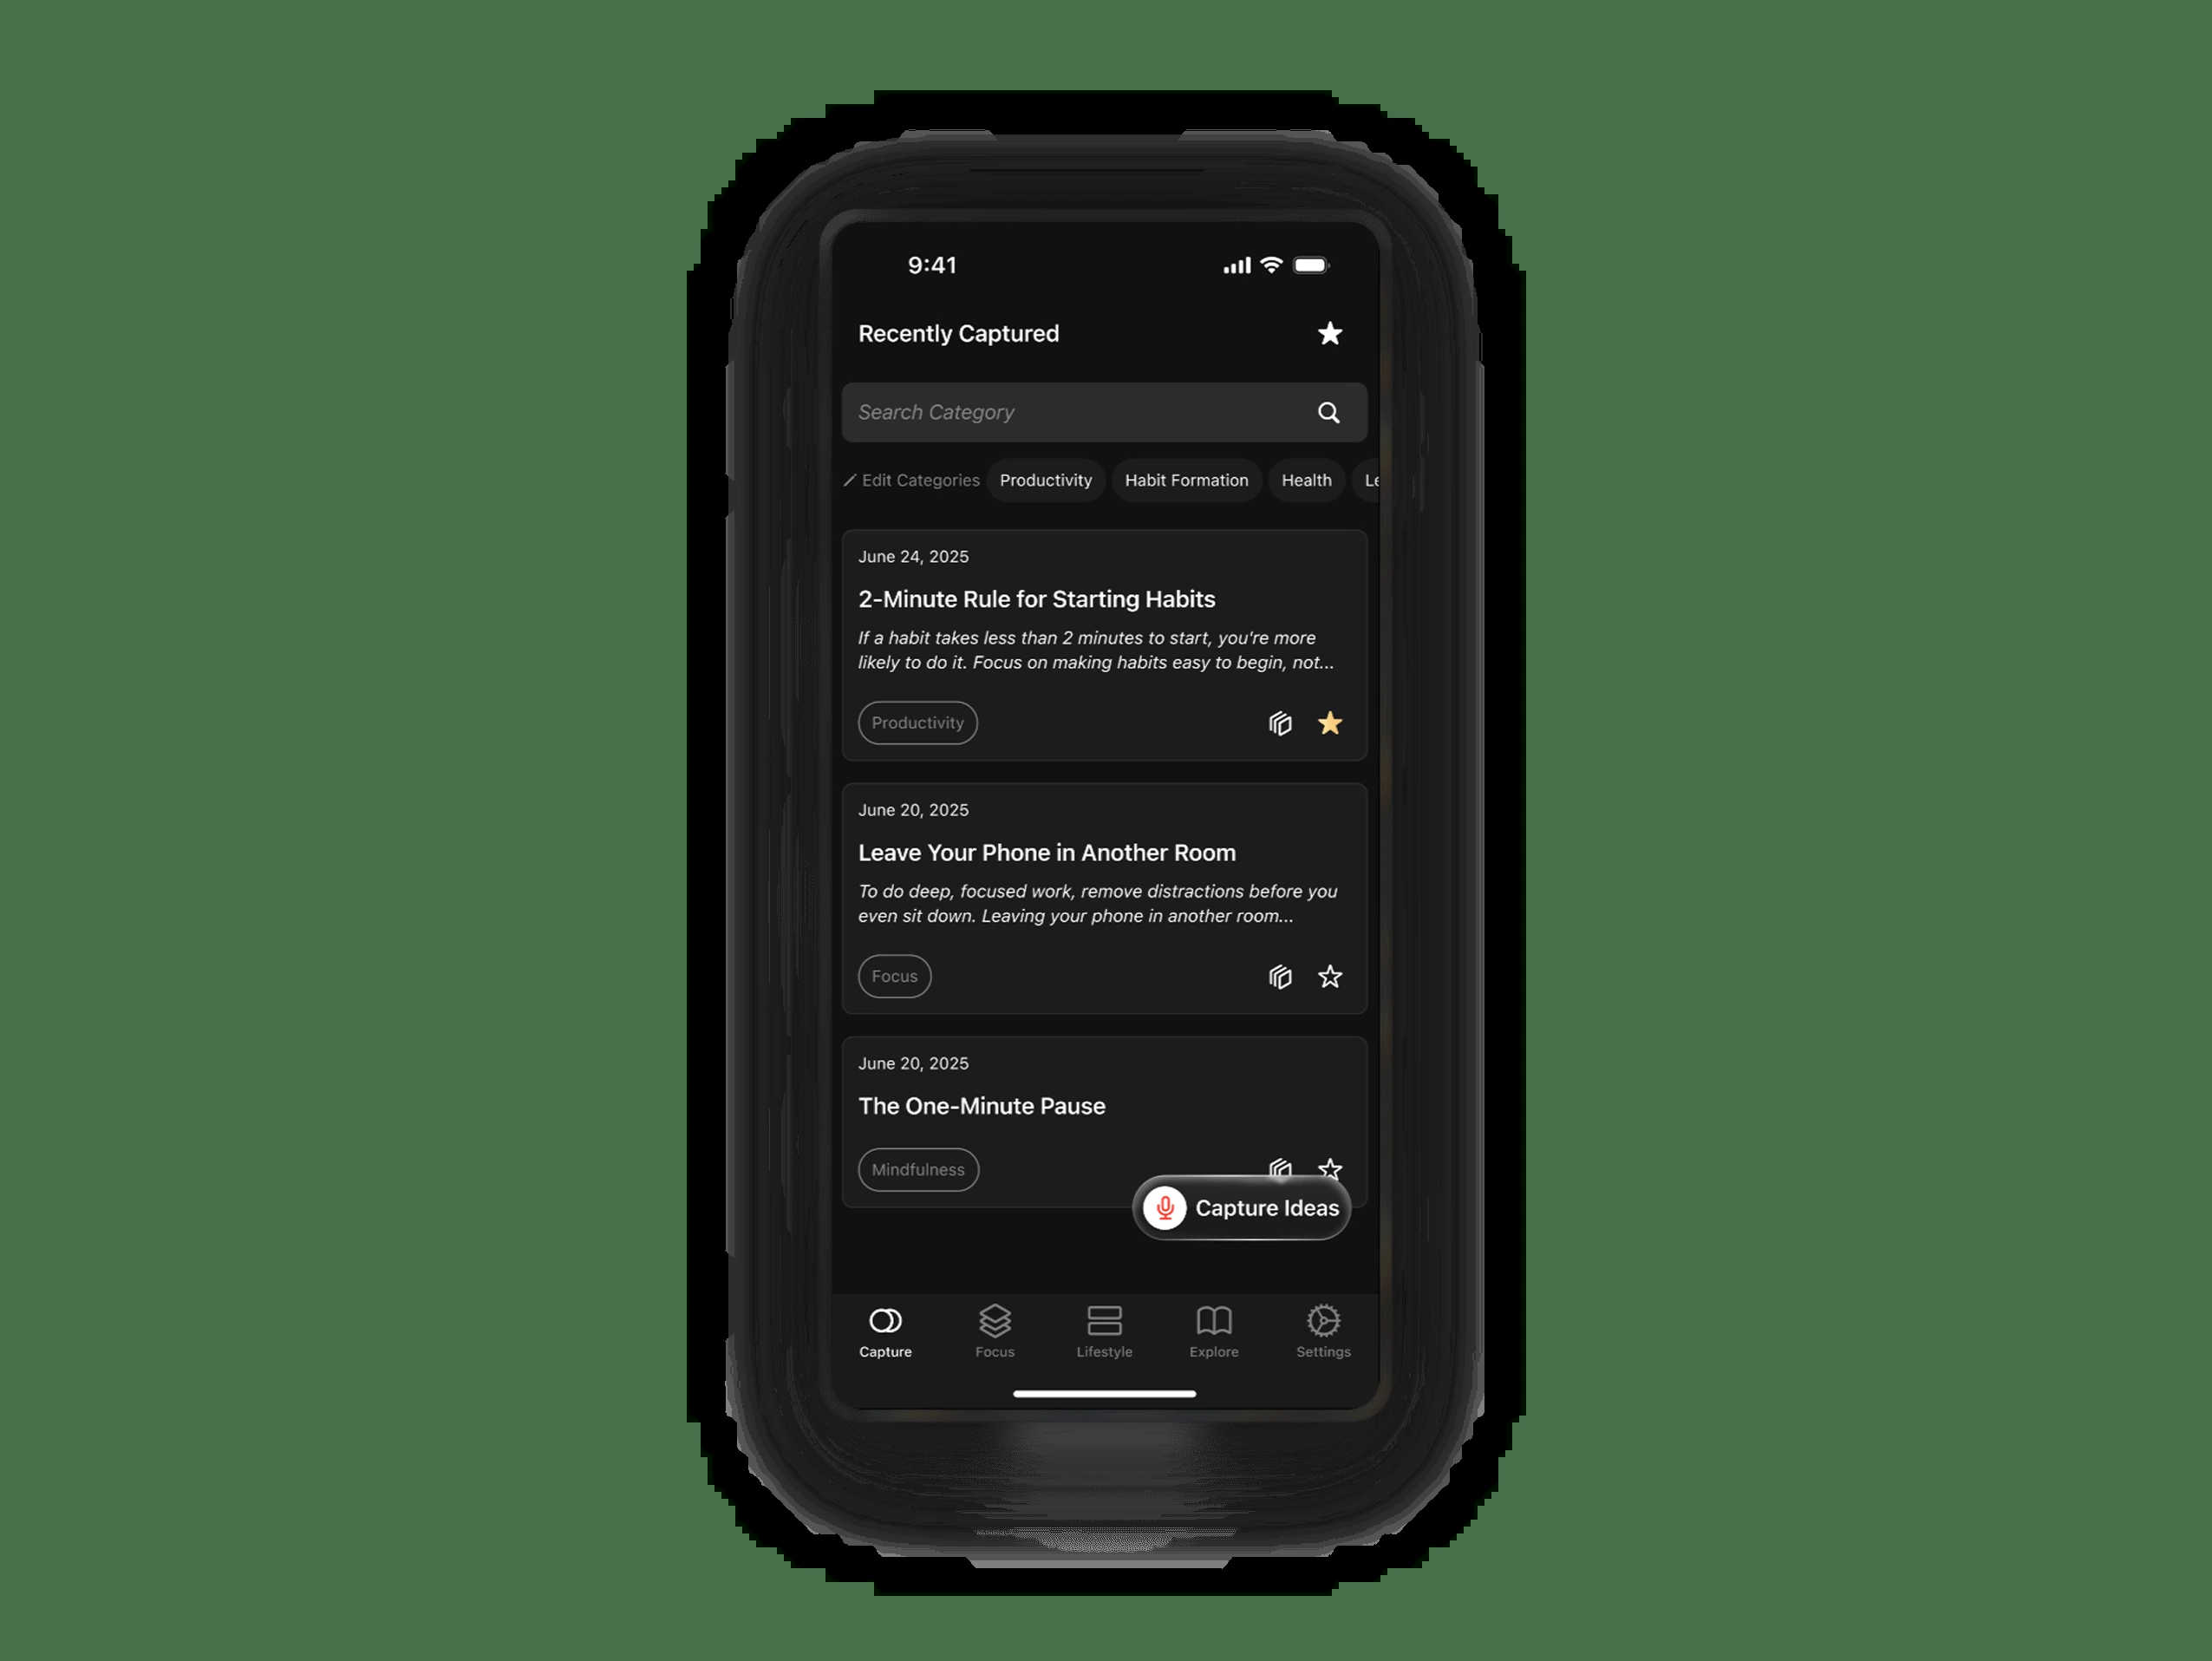 9:41
Recently Captured
Search Category
Edit Categories Productivity Habit Formation Health Le
June 24, 2025
2-Minute Rule for Starting Habits
If a habit takes less than 2 minutes to start, you're more
likely to do it. Focus on making habits easy to begin, not...
Productivity
June 20, 2025
Leave Your Phone in Another Room
To do deep, focused work, remove distractions before you
even sit down. Leaving your phone in another room...
Focus
June 20, 2025
The One-Minute Pause
Mindfulness
Capture Ideas
Capture Focus Lifestyle Explore Settings